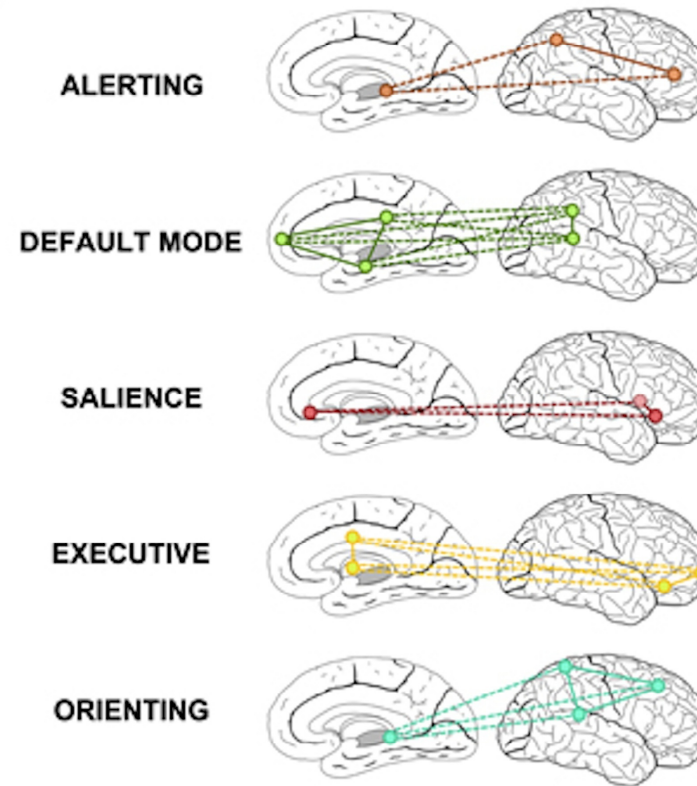 ALERTING
DEFAULT MODE
SALIENCE
EXECUTIVE
ORIENTING